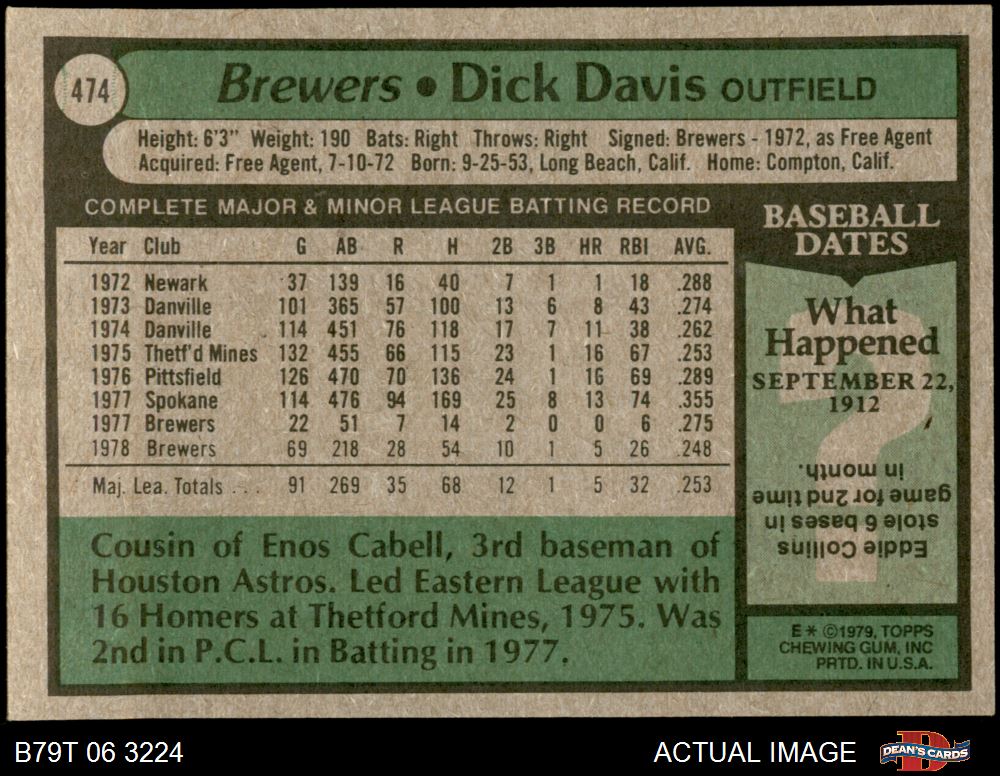 474
Brewers • Dick Davis OUTFIELD
Height: 6'3" Weight: 190 Bats: Right Throws: Right Signed: Brewers - 1972, as Free Agent
Acquired: Free Agent, 7-10-72 Born: 9-25-53, Long Beach, Calif. Home: Compton, Calif.
COMPLETE MAJOR & MINOR LEAGUE BATTING RECORD
Year Club G AB R H 2B 3B HR RBI AVG.
1972 Newark 37 139 16 40 7 1 1 18 .288
1973 Danville 101 365 57 100 13 6 8 43 .274
1974 Danville 114 451 76 118 17 7 11 38 .262
1975 Thetf'd Mines 132 455 66 115 23 1 16 67 .253
1976 Pittsfield 126 470 70 136 24 1 16 69 .289
1977 Spokane 114 476 94 169 25 8 13 74 .355
1977 Brewers 22 51 7 14 2 0 0 6 .275
1978 Brewers 69 218 28 54 10 1 5 26 .248
Maj. Lea. Totals . . . 91 269 35 68 12 1 5 32 .253
Cousin of Enos Cabell, 3rd baseman of
Houston Astros. Led Eastern League with
16 Homers at Thetford Mines, 1975. Was
2nd in P.C.L. in Batting in 1977.
BASEBALL
DATES
What
Happened
SEPTEMBER 22,
1912
?
Eddie Collins
stole 6 bases in
game for 2nd time
in month.
E* ©1979, TOPPS
CHEWING GUM, INC
PRTD. IN U.S.A.
B79T 06 3224
ACTUAL IMAGE
D
DEAN'S CARDS